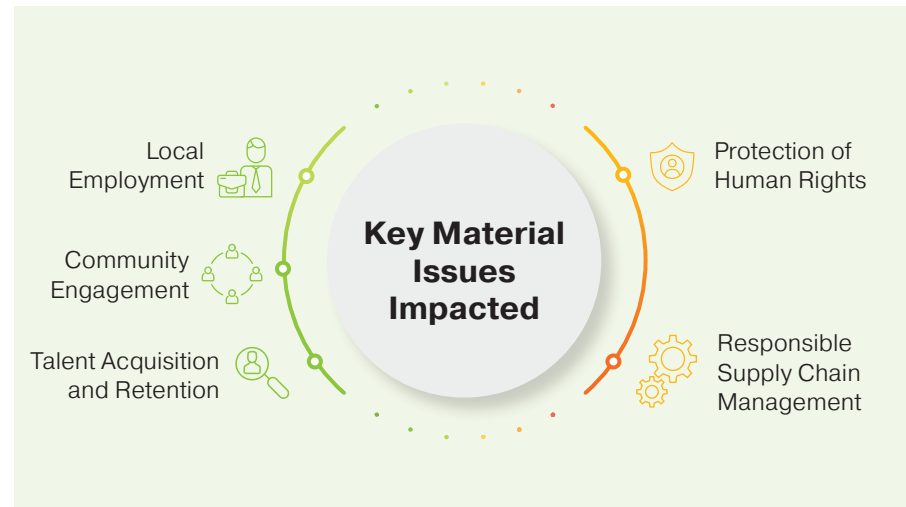 Local
Employment
Community
Engagement
Talent Acquisition
and Retention
Key Material
Issues
Impacted
Protection of
Human Rights
Responsible
Supply Chain
Management